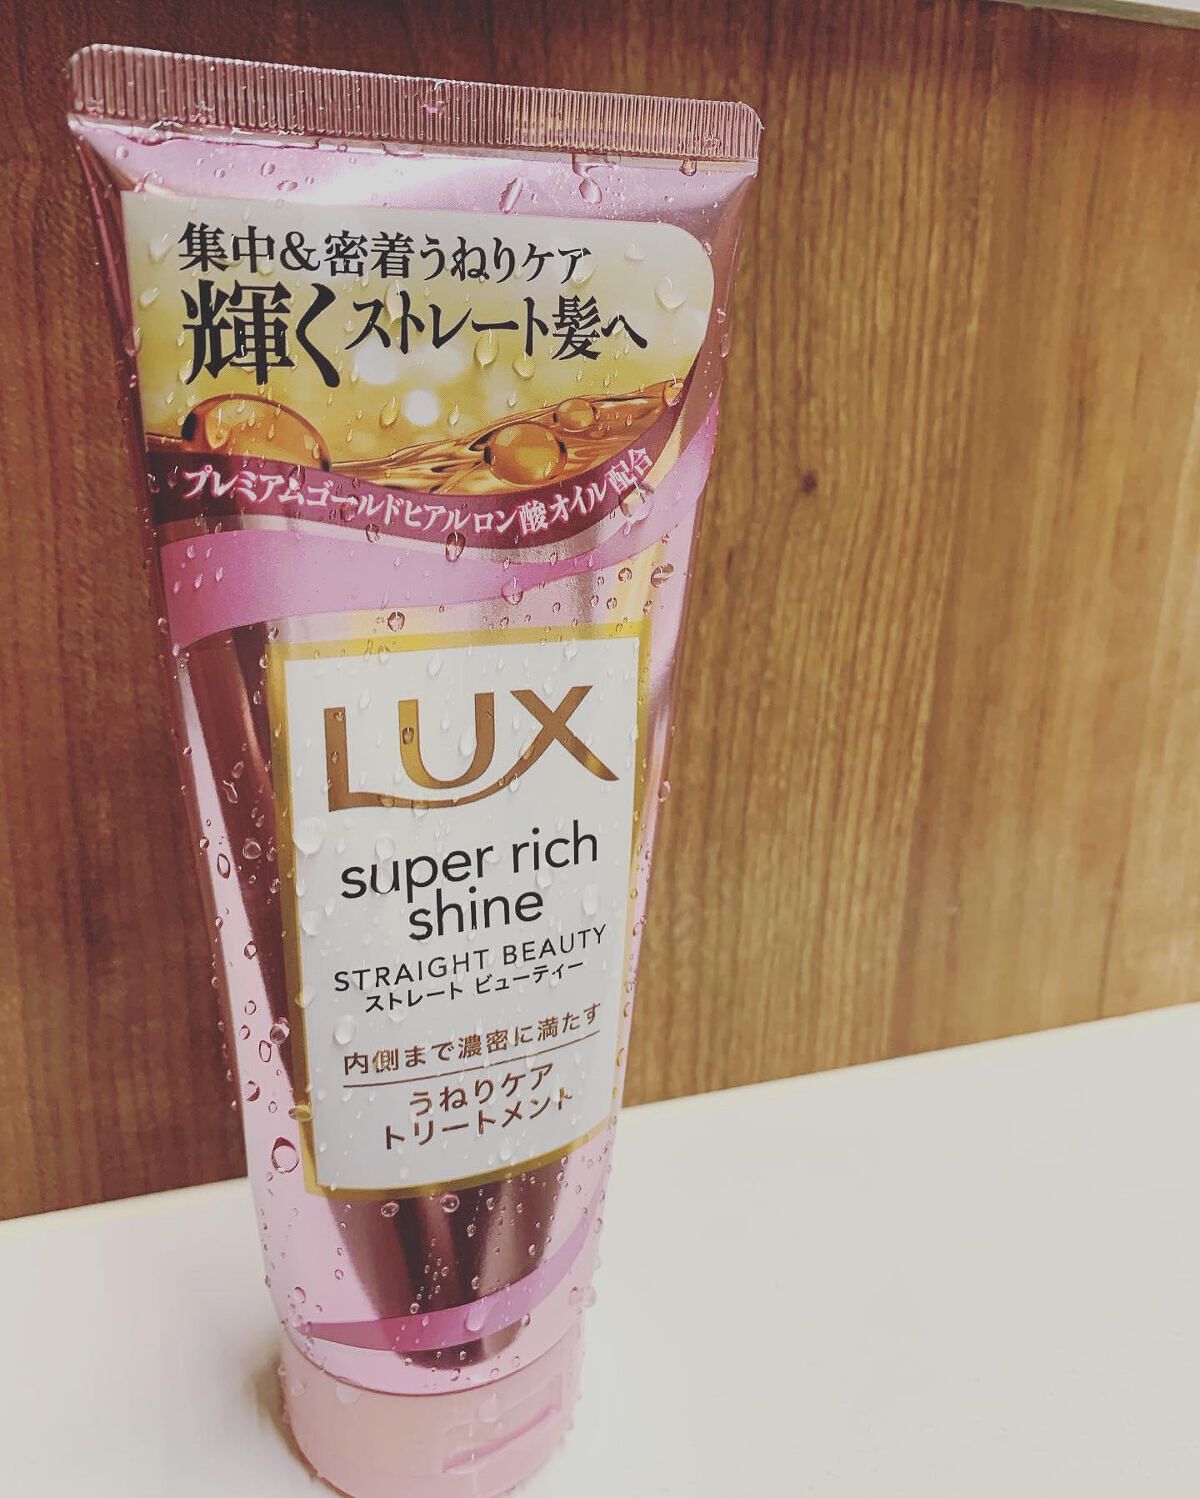 集中&密着うねりケア
輝くストレート髪へ
プレミアムゴールドヒアルロン酸オイル配合
LUX
super rich
shine
STRAIGHT BEAUTY
ストレート ビューティー
内側まで濃密に満たす
うねりケア
トリートメント